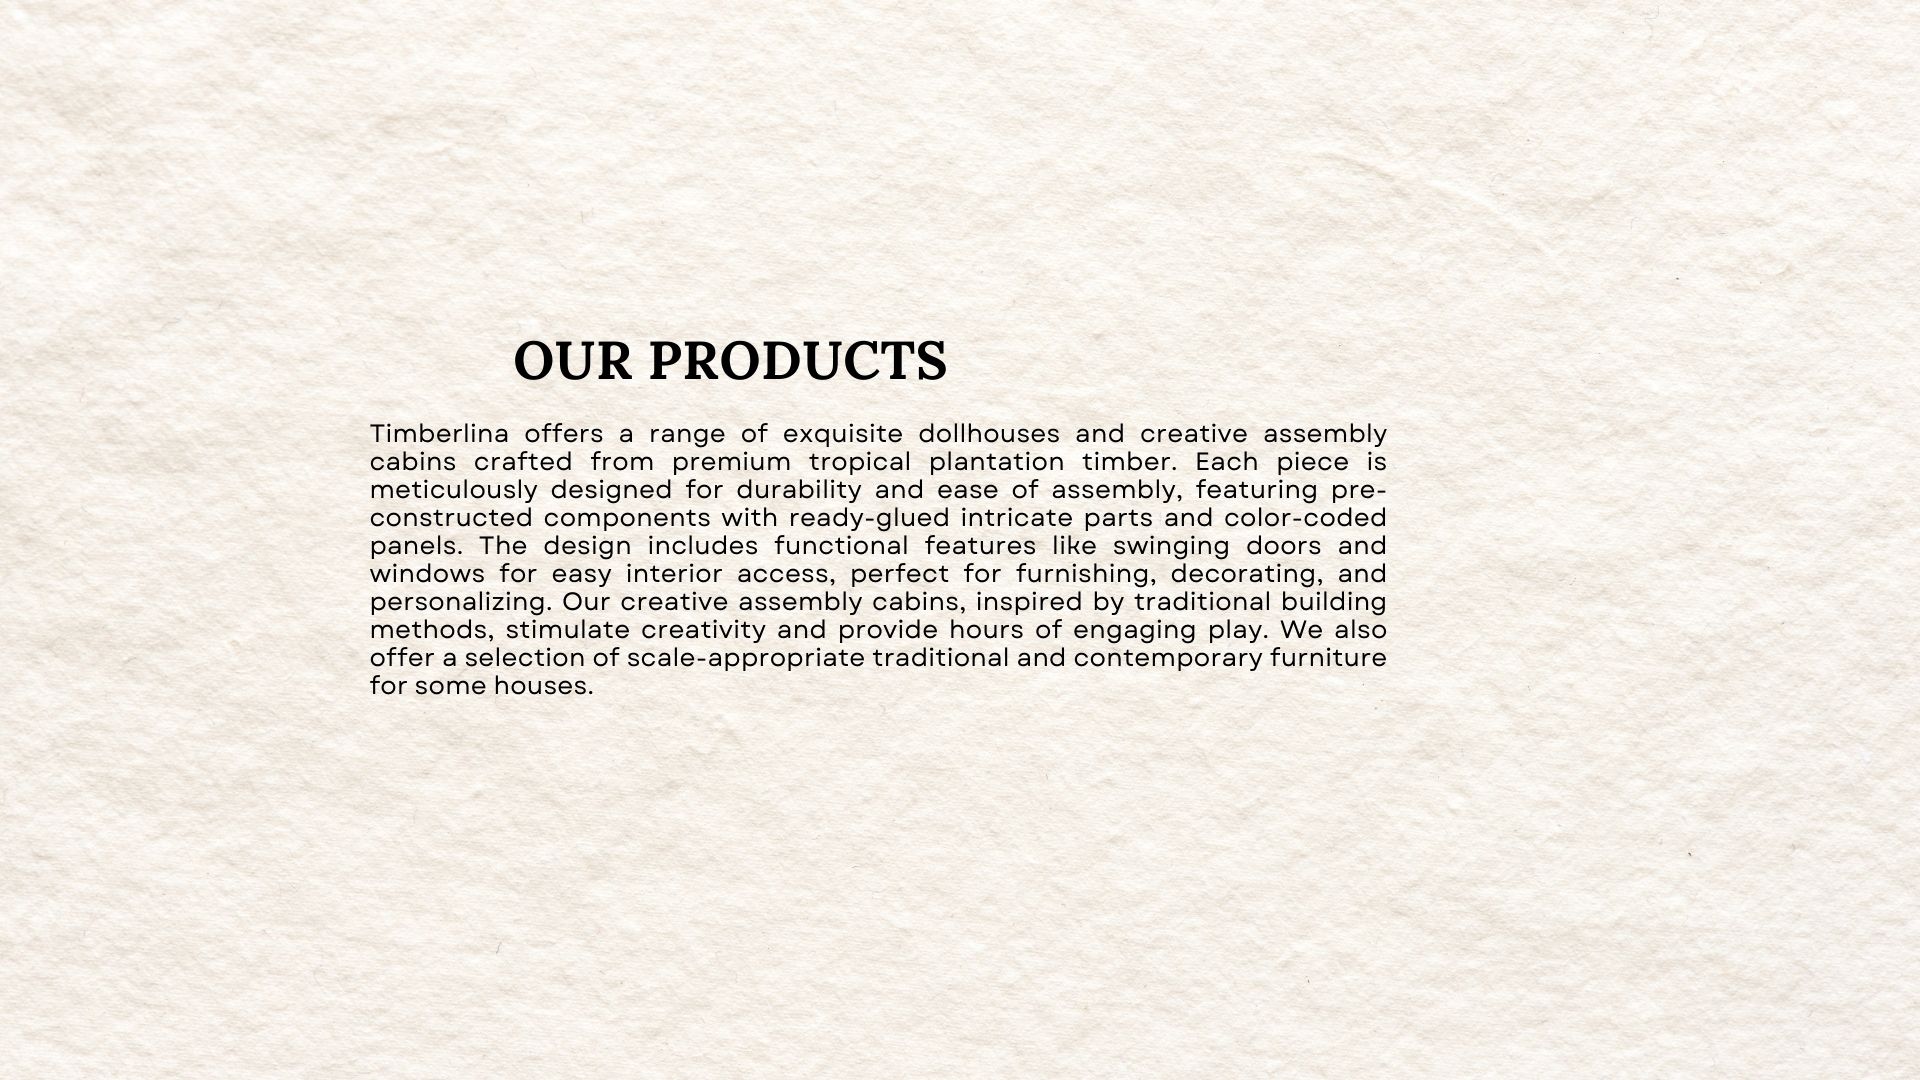 OUR PRODUCTS
Timberlina offers a range of exquisite dollhouses and creative assembly
cabins crafted from premium tropical plantation timber. Each piece is
meticulously designed for durability and ease of assembly, featuring pre-
constructed components with ready-glued intricate parts and color-coded
panels. The design includes functional features like swinging doors and
windows for easy interior access, perfect for furnishing, decorating, and
personalizing. Our creative assembly cabins, inspired by traditional building
methods, stimulate creativity and provide hours of engaging play. We also
offer a selection of scale-appropriate traditional and contemporary furniture
for some houses.